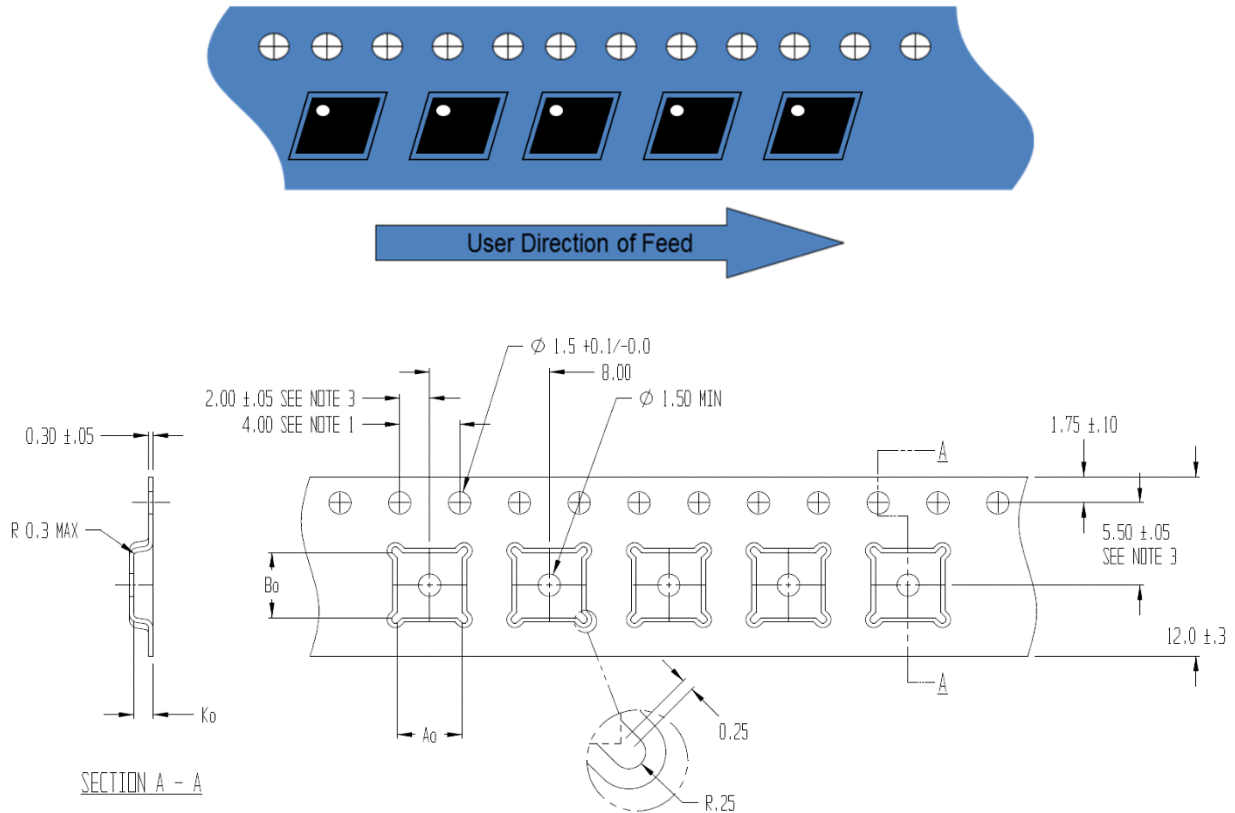 User Direction of Feed
Ø 1.5 +0.1/-0.0
8.00
2.00 ±.05 SEE NOTE 3
Ø 1.50 MIN
4.00 SEE NOTE 1
0.30 ±.05
1.75 ±.10
A
R 0.3 MAX
5.50 ±.05
SEE NOTE 3
Bo
12.0 ±.3
A
Ko
Ao
0.25
R.25
SECTION A - A